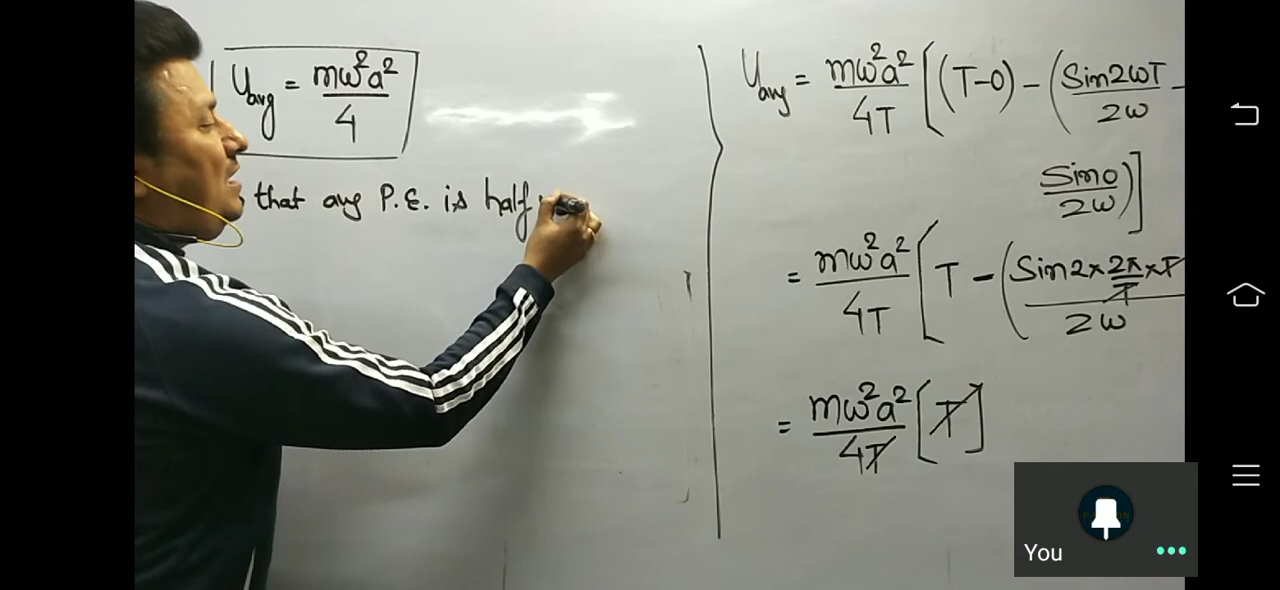 U_avg = mω²a² / 4
that avg P.E. is half
U_avg = mω²a² / 4T [(T-0) - (Sin2ωT / 2ω -
Sin0 / 2ω)]
= mω²a² / 4T [T - (Sin2×2π/T×T / 2ω
= mω²a² / 4T [T]
You